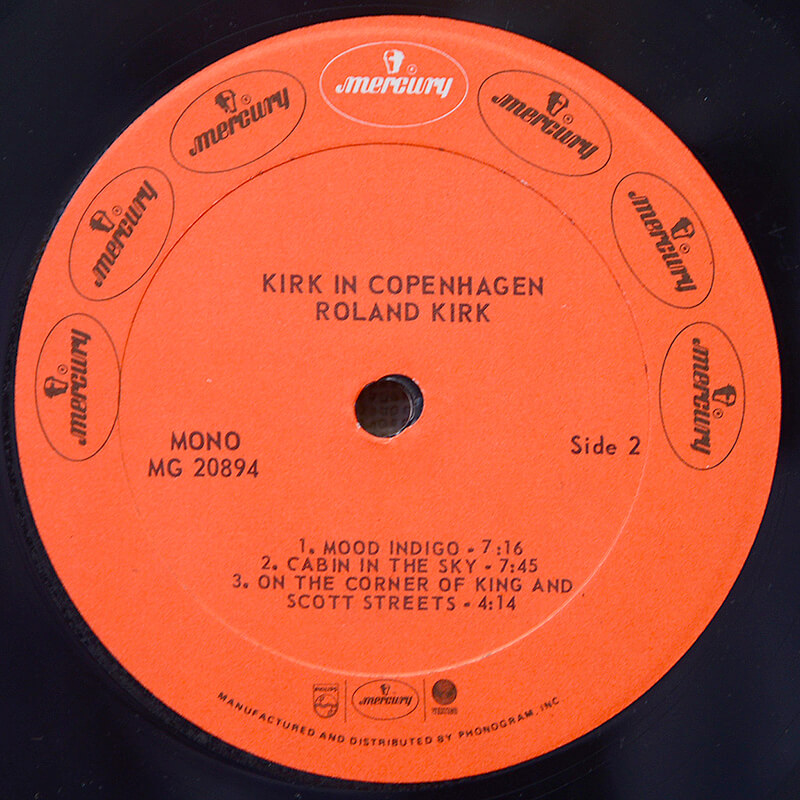 mercury
mercury
mercury
mercury
mercury
mercury
mercury
KIRK IN COPENHAGEN
ROLAND KIRK
MONO
MG 20894
Side 2
1. MOOD INDIGO - 7:16
2. CABIN IN THE SKY - 7:45
3. ON THE CORNER OF KING AND
SCOTT STREETS - 4:14
mercury
MANUFACTURED AND DISTRIBUTED BY PHONOGRAM, INC